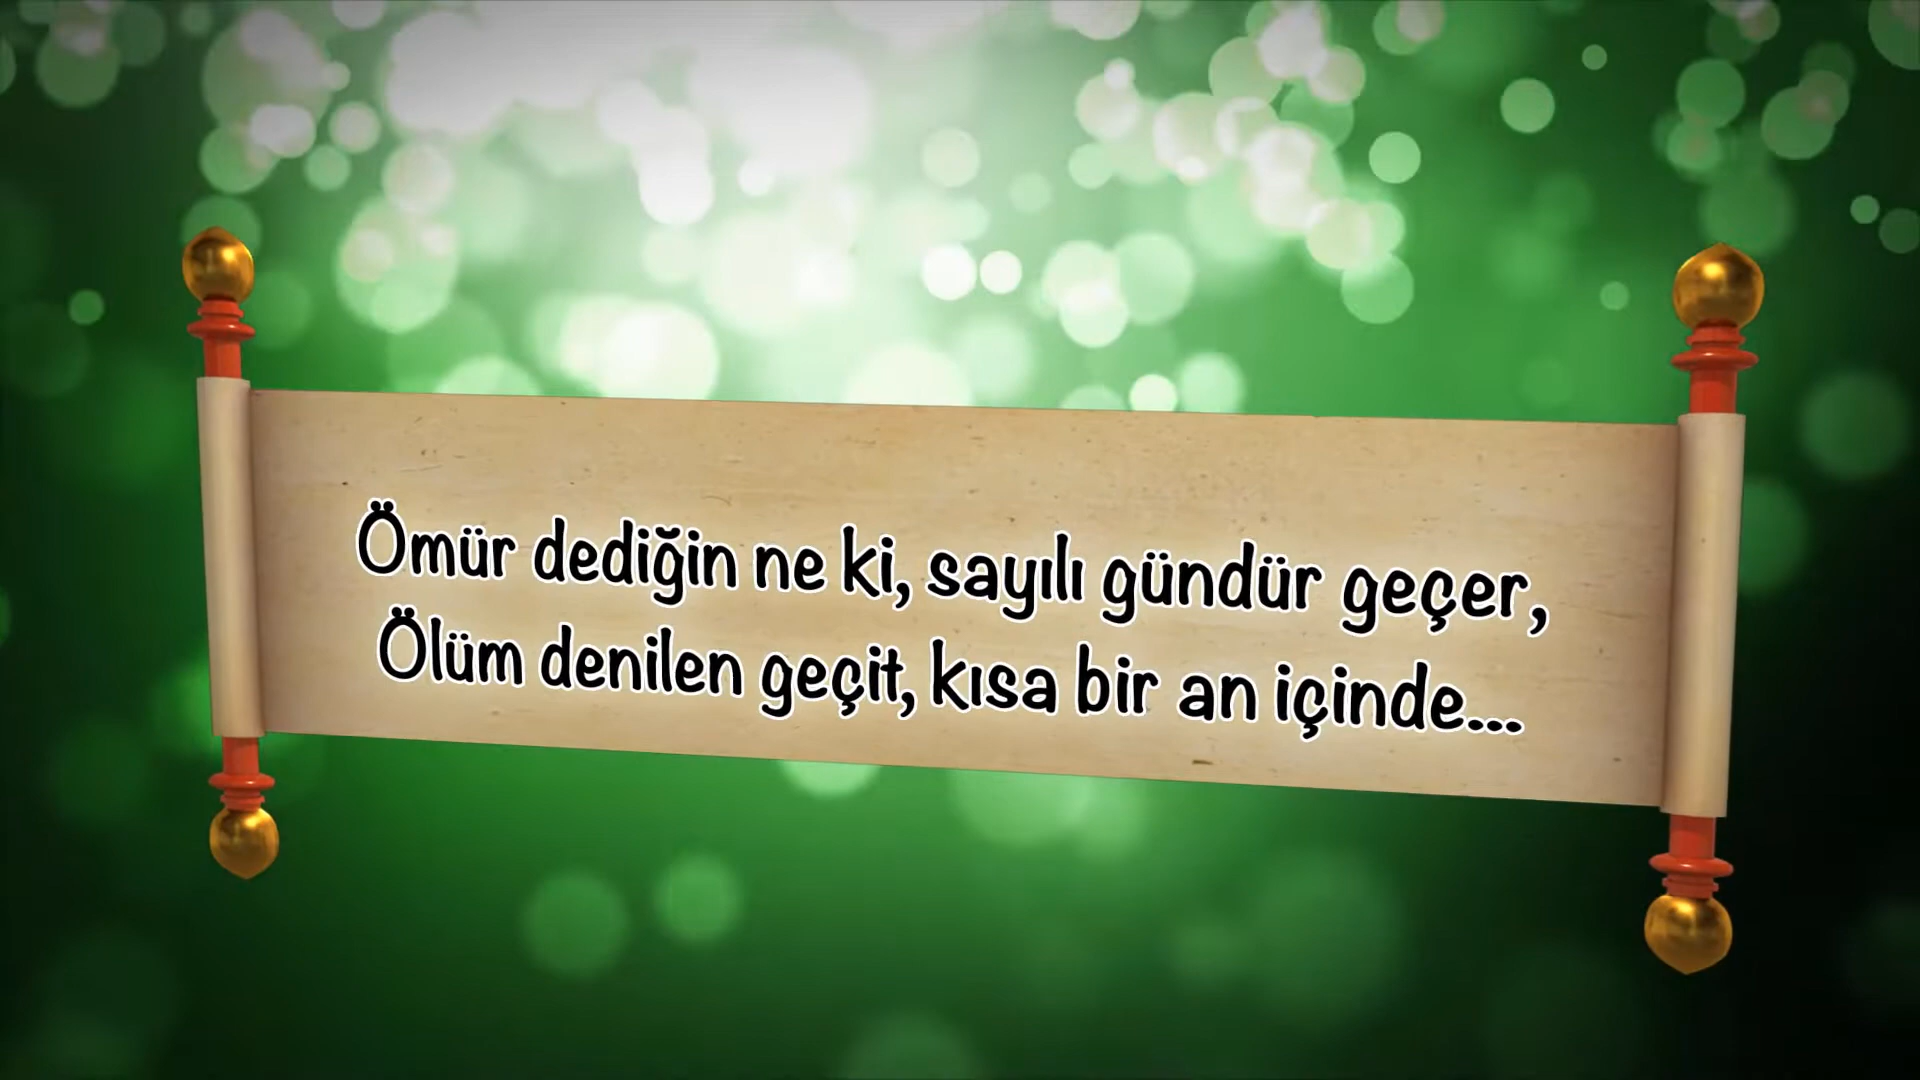 Ömür dediğin ne ki, sayılı gündür geçer,
Ölüm denilen geçit, kısa bir an içinde...